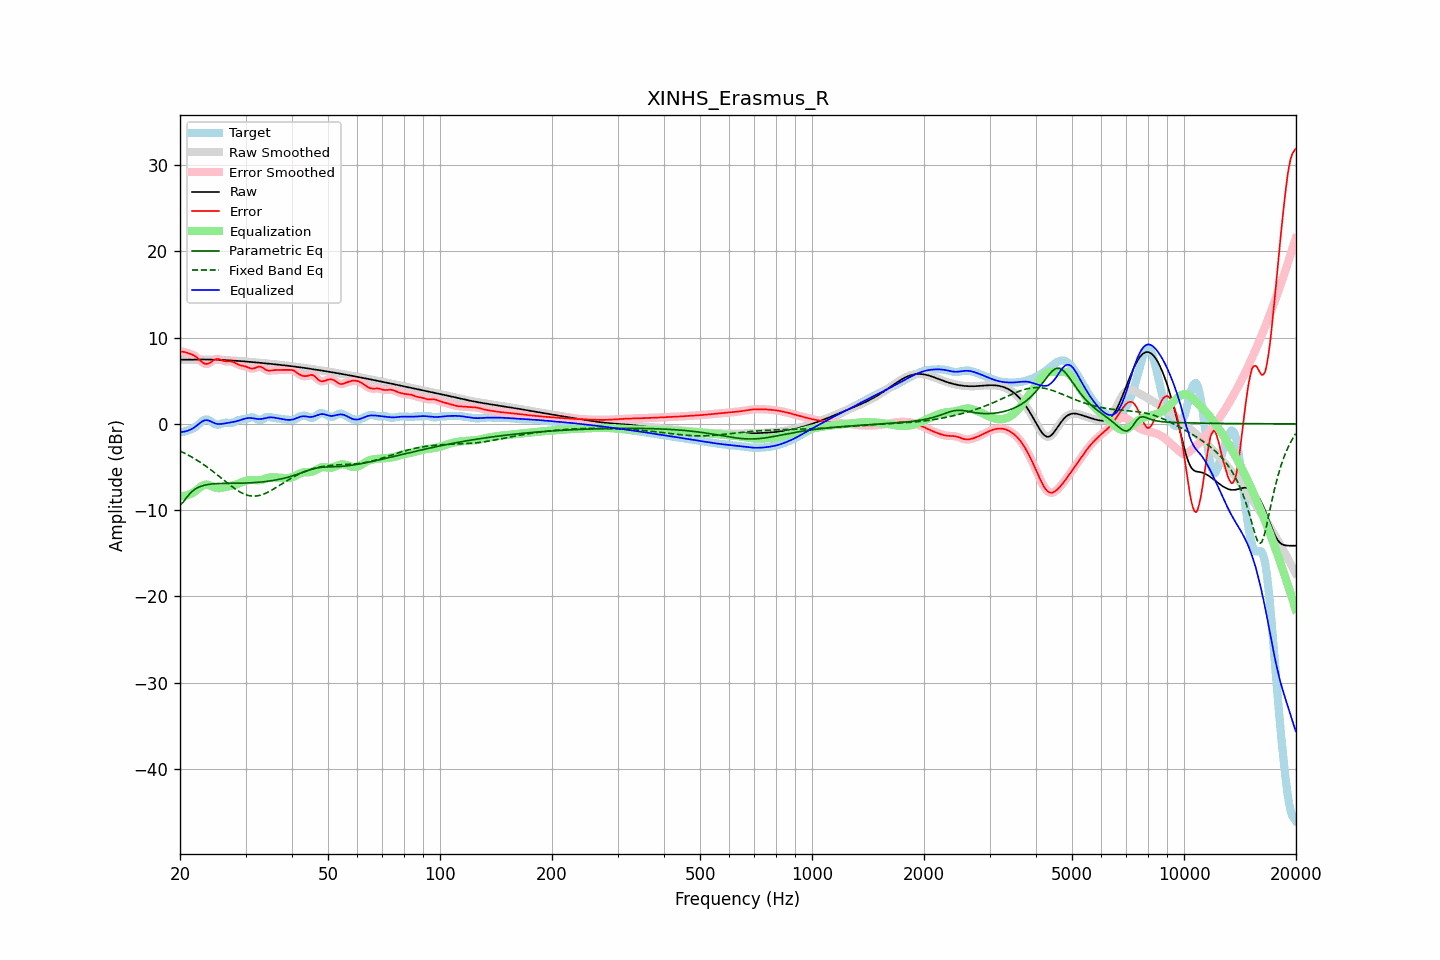 XINHS_Erasmus_R
Target
Raw Smoothed
Error Smoothed
Raw
Error
Equalization
Parametric Eq
Fixed Band Eq
Equalized
30
20
10
0
−10
−20
−30
−40
Amplitude (dBr)
20
50
100
200
500
1000
2000
5000
10000
20000
Frequency (Hz)